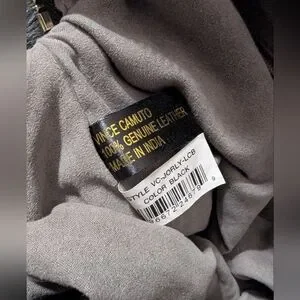 VINCE CAMUTO
100% GENUINE LEATHER
MADE IN INDIA
STYLE VC-JORLY-LCB
COLOR BLACK